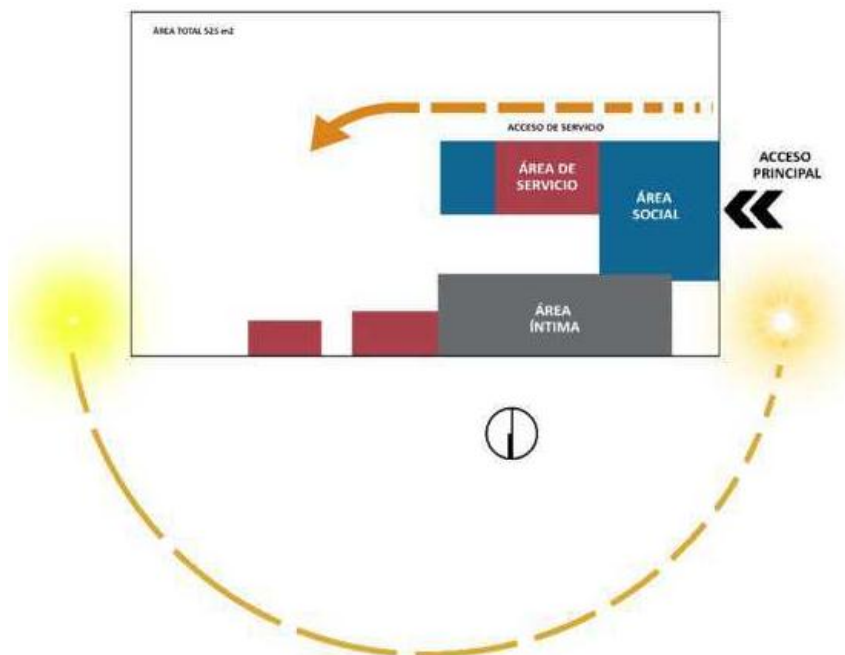 ÁREA TOTAL 525 m2
ACCESO DE SERVICIO
ÁREA DE
SERVICIO
ÁREA
SOCIAL
ACCESO
PRINCIPAL
ÁREA
ÍNTIMA